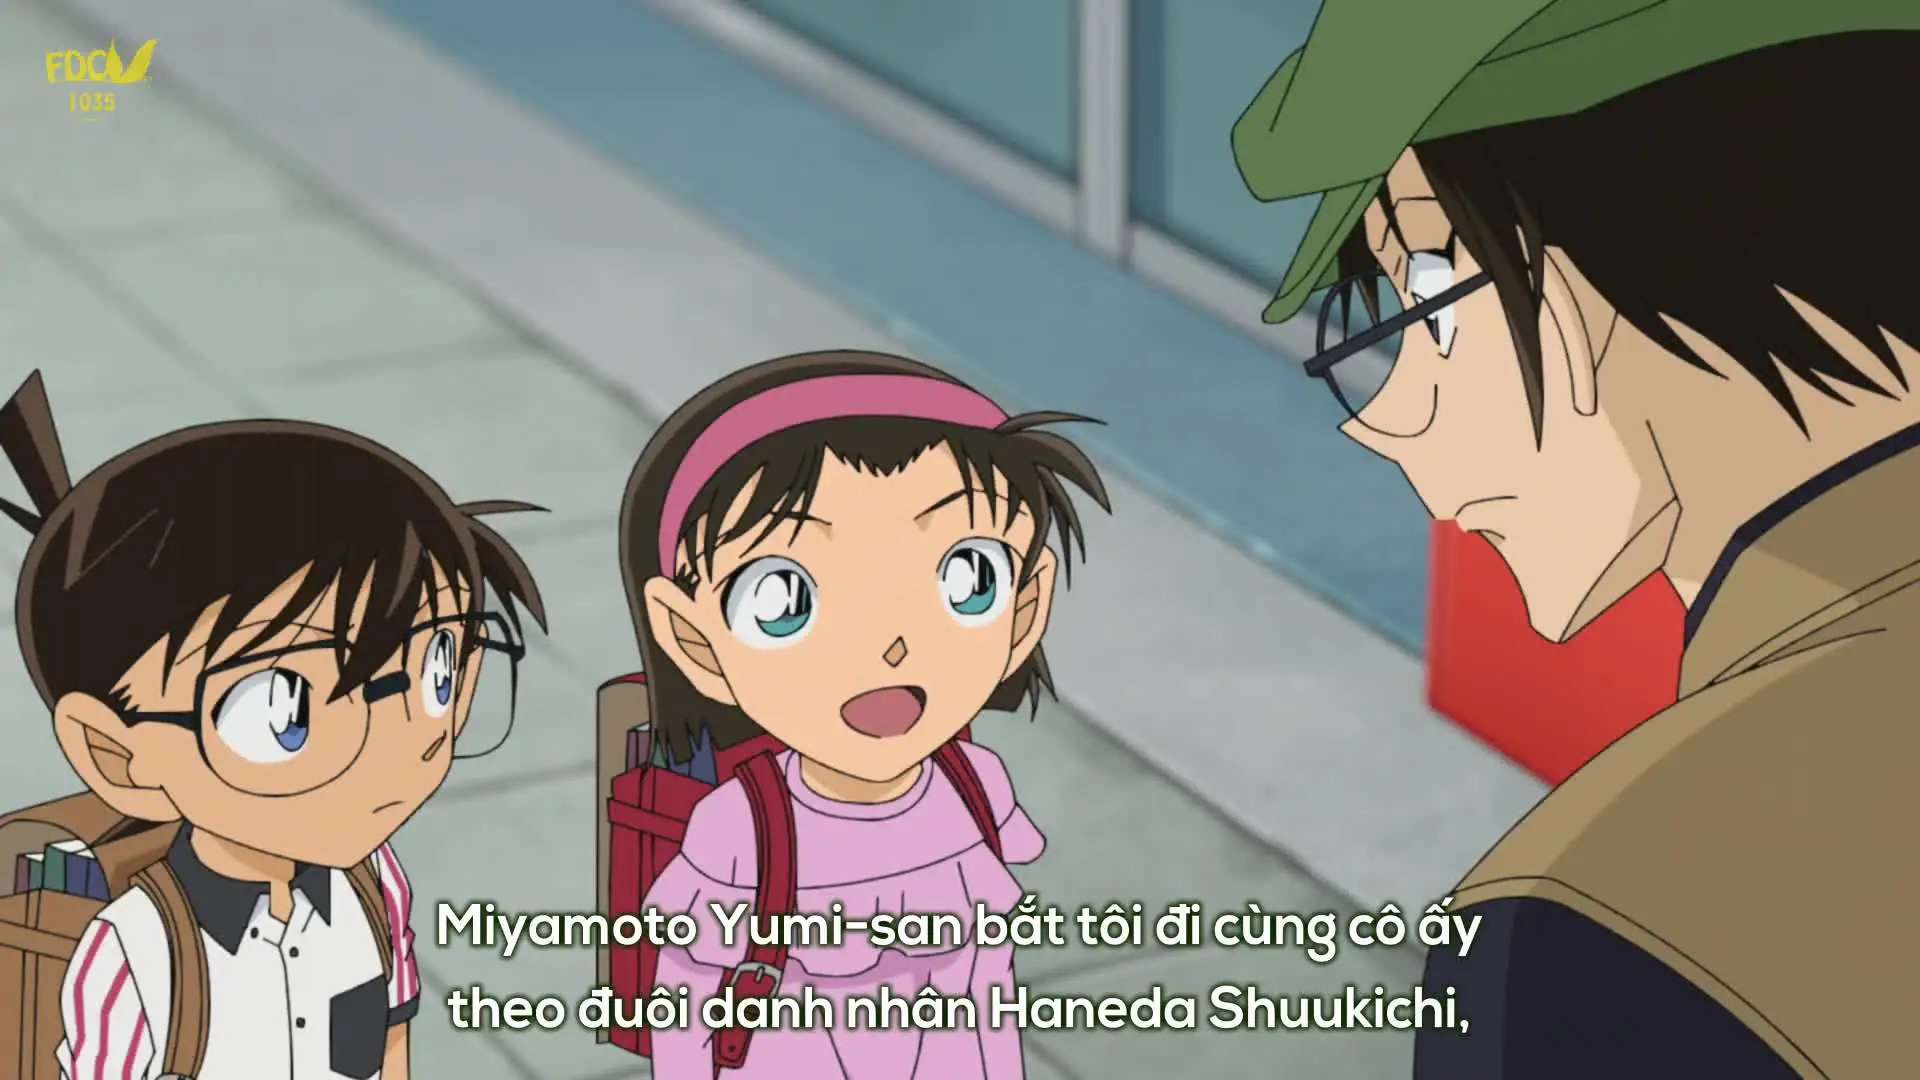 FDC
1035
Miyamoto Yumi-san bắt tôi đi cùng cô ấy
theo đuôi danh nhân Haneda Shuukichi,